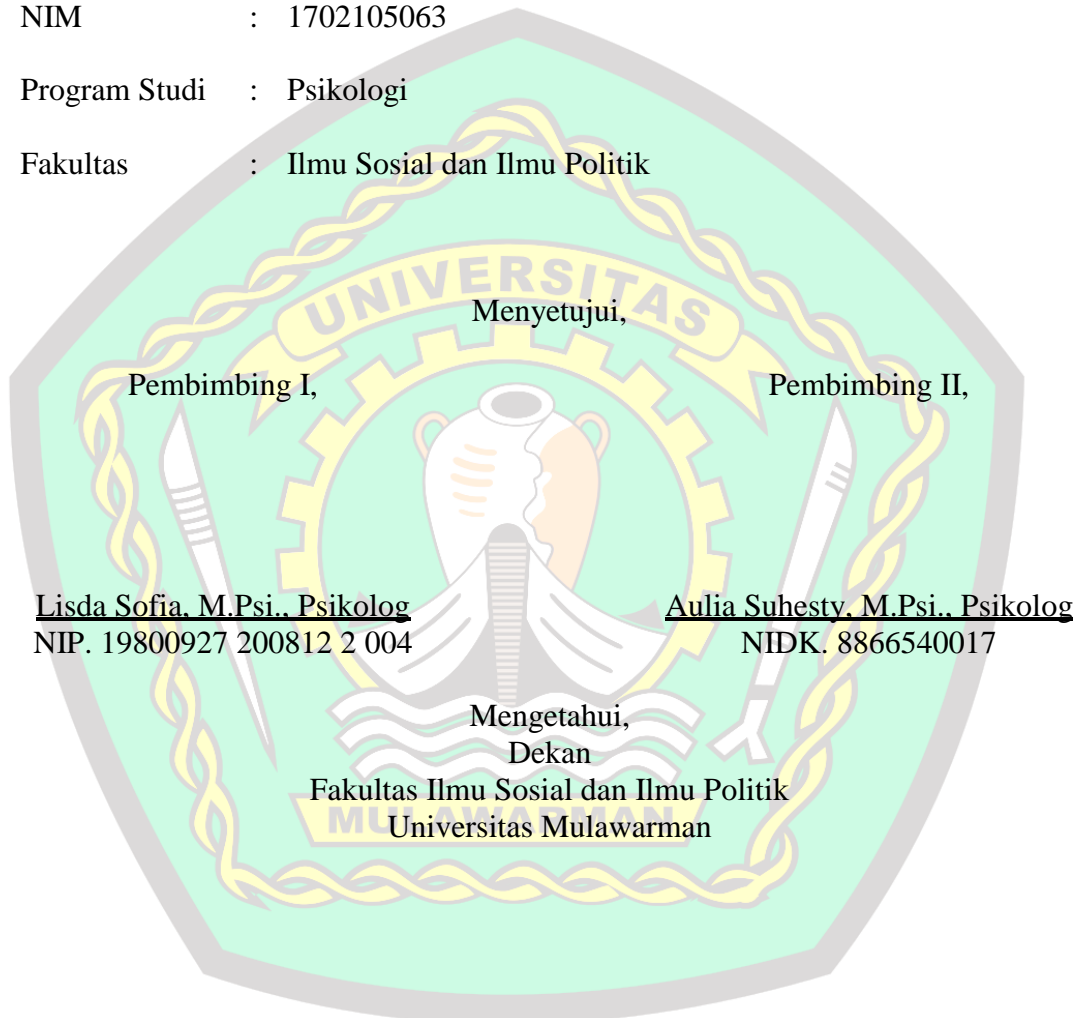 NIM : 1702105063
Program Studi : Psikologi
Fakultas : Ilmu Sosial dan Ilmu Politik
UNIVERSITAS
Menyetujui,
Pembimbing I, Pembimbing II,
Lisda Sofia, M.Psi., Psikolog Aulia Suhesty, M.Psi., Psikolog
NIP. 19800927 200812 2 004 NIDK. 8866540017
Mengetahui,
Dekan
Fakultas Ilmu Sosial dan Ilmu Politik
MULAWARMAN
Universitas Mulawarman